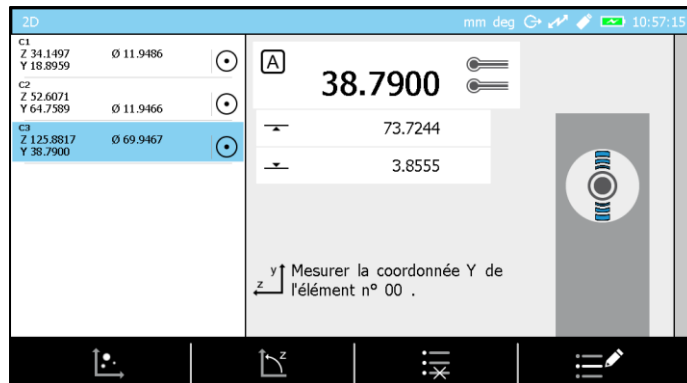 2D
mm deg 10:57:15
C1
Z 34.1497 Ø 11.9486
Y 18.8959
C2
Z 52.6071
Y 64.7589 Ø 11.9466
C3
Z 125.8817 Ø 69.9467
Y 38.7900
A
38.7900
73.7244
3.8555
y
z
Mesurer la coordonnée Y de
l'élément n° 00 .
z